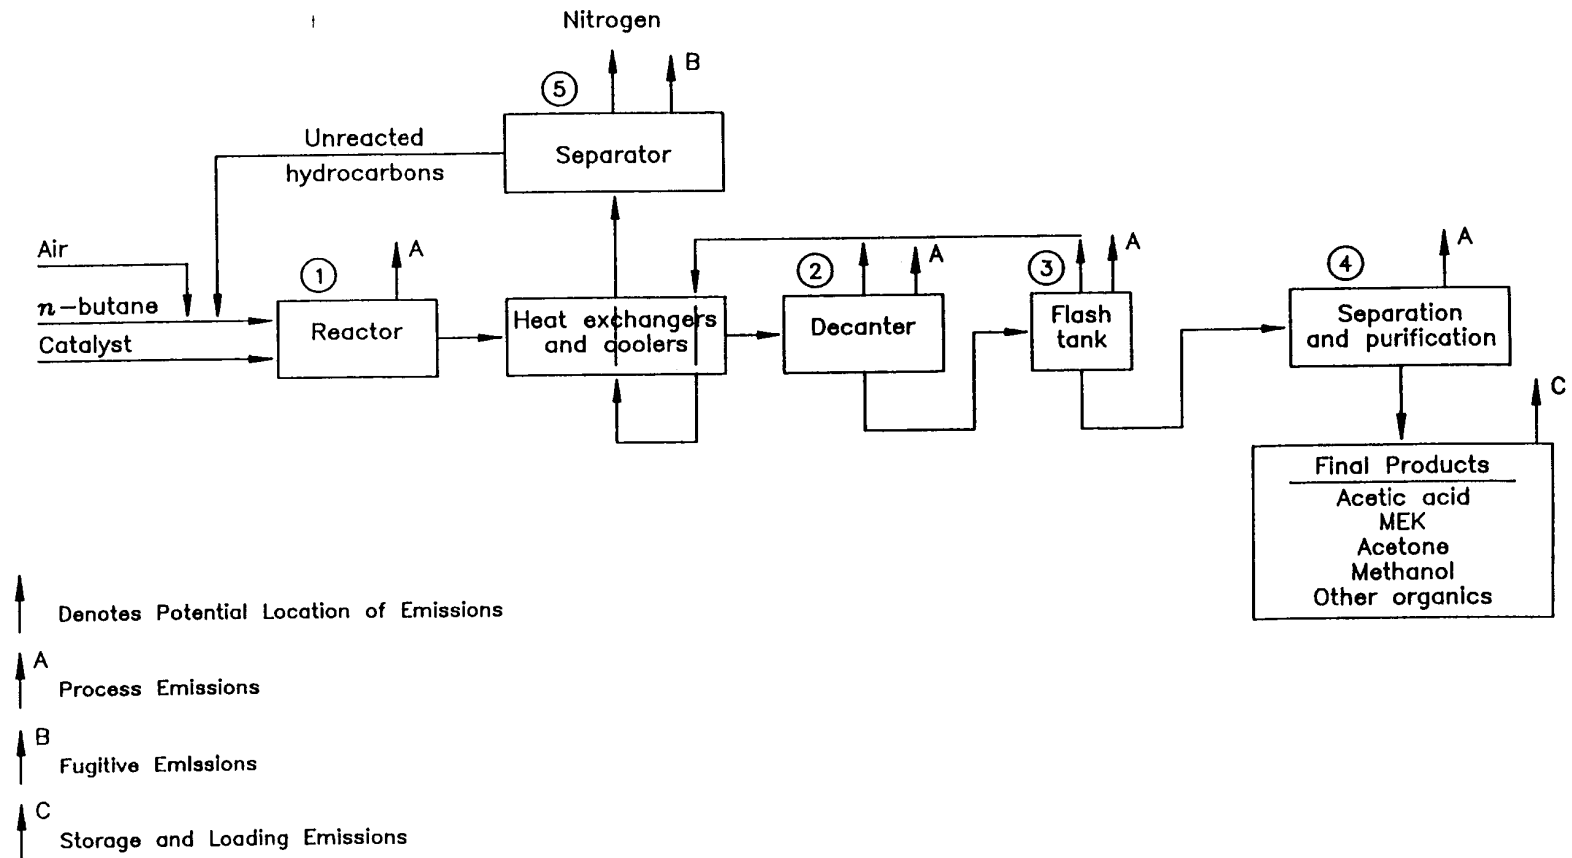 Nitrogen
B
5
Unreacted
hydrocarbons
Separator
Air
n-butane
Catalyst
1
A
Reactor
Heat exchangers
and coolers
2
A
Decanter
3
A
Flash
tank
4
A
Separation
and purification
C
Final Products
Acetic acid
MEK
Acetone
Methanol
Other organics
Denotes Potential Location of Emissions
A
Process Emissions
B
Fugitive Emissions
C
Storage and Loading Emissions